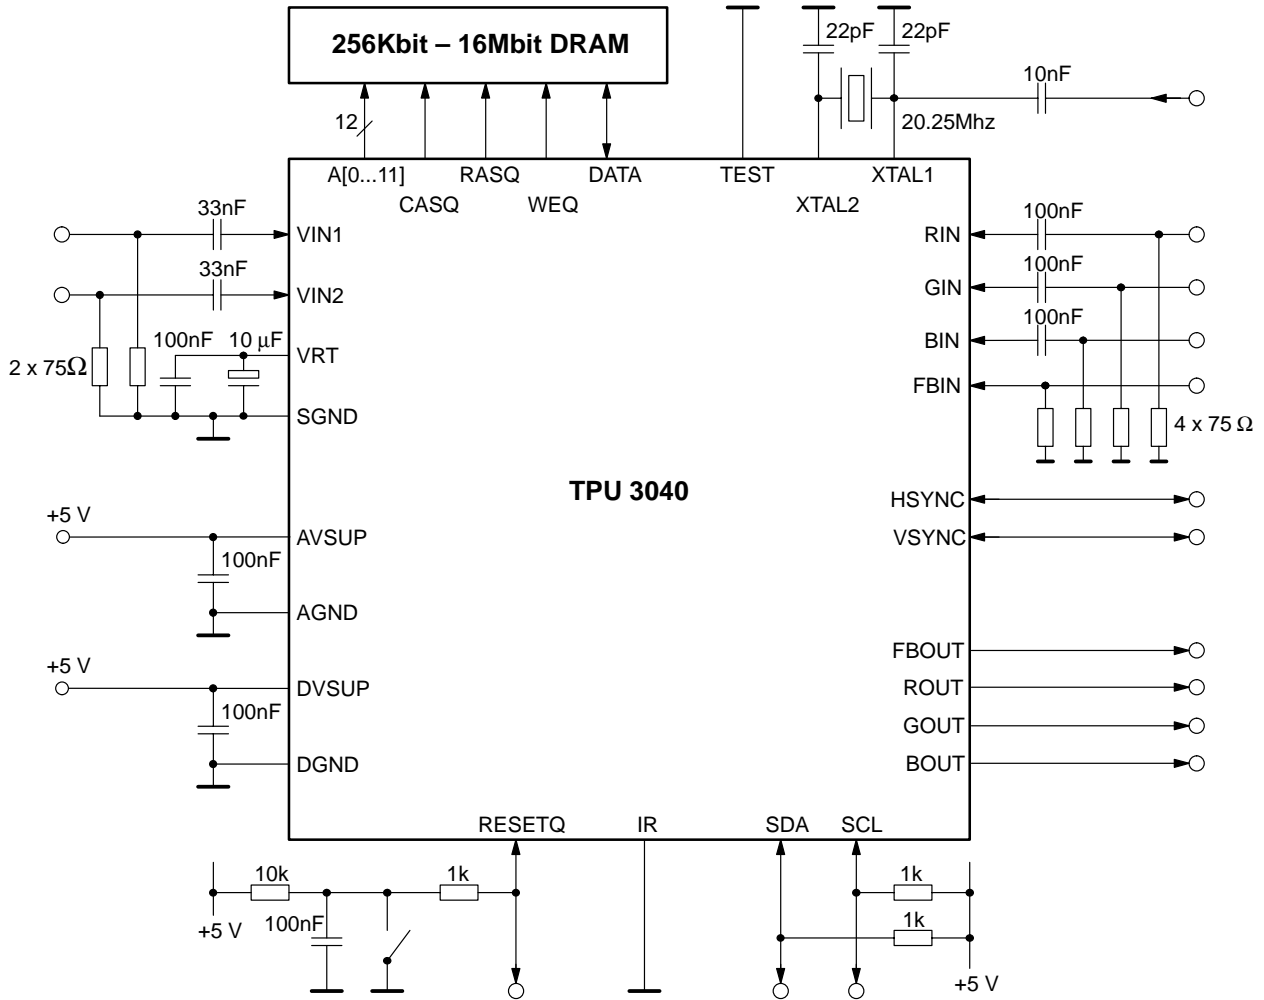 256Kbit – 16Mbit DRAM
22pF
22pF
10nF
12
20.25Mhz
A[0...11]
RASQ
DATA
TEST
XTAL1
CASQ
WEQ
XTAL2
33nF
VIN1
100nF
RIN
33nF
VIN2
100nF
GIN
100nF
10 µF
VRT
100nF
BIN
2 x 75Ω
FBIN
SGND
4 x 75 Ω
TPU 3040
HSYNC
+5 V
AVSUP
VSYNC
100nF
AGND
FBOUT
+5 V
DVSUP
ROUT
100nF
GOUT
DGND
BOUT
RESETQ
IR
SDA
SCL
10k
1k
1k
100nF
+5 V
1k
+5 V